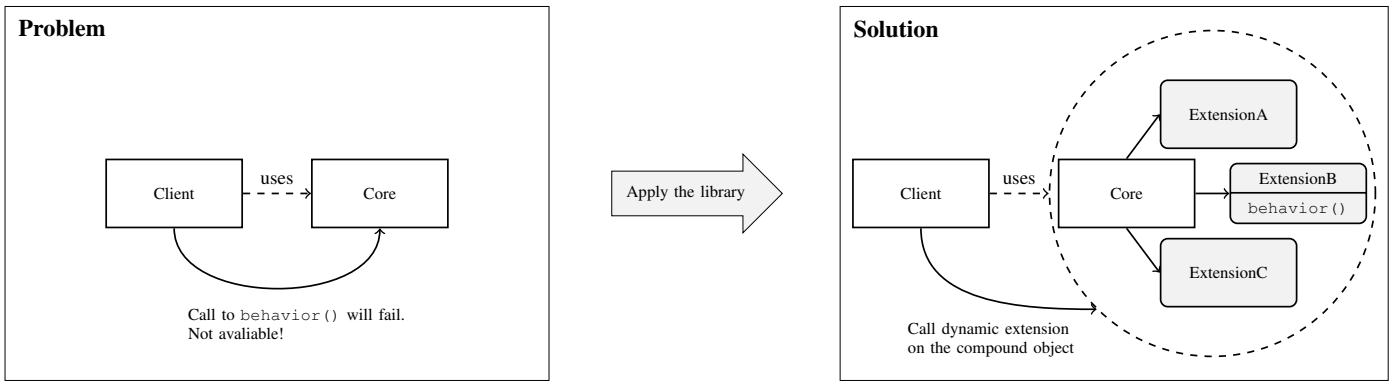 Problem
Client
uses
Core
Call to behavior() will fail.
Not avaliable!
Apply the library
Solution
Client
uses
Core
ExtensionA
ExtensionB
behavior()
ExtensionC
Call dynamic extension
on the compound object